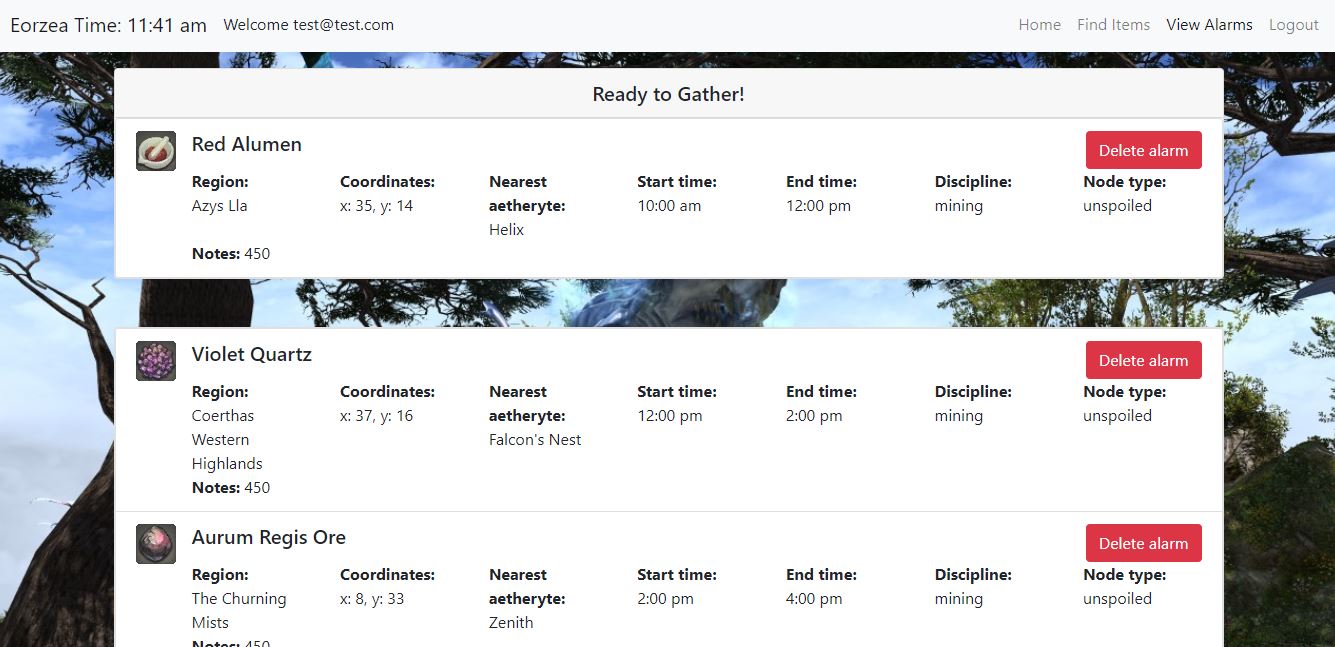 Eorzea Time: 11:41 am Welcome test@test.com Home Find Items View Alarms Logout
Ready to Gather!
Red Alumen Delete alarm
Region: Coordinates: Nearest Start time: End time: Discipline: Node type:
Azys Lla x: 35, y: 14 aetheryte: 10:00 am 12:00 pm mining unspoiled
Helix
Notes: 450
Violet Quartz Delete alarm
Region: Coordinates: Nearest Start time: End time: Discipline: Node type:
Coerthas x: 37, y: 16 aetheryte: 12:00 pm 2:00 pm mining unspoiled
Western Falcon's Nest
Highlands
Notes: 450
Aurum Regis Ore Delete alarm
Region: Coordinates: Nearest Start time: End time: Discipline: Node type:
The Churning x: 8, y: 33 aetheryte: 2:00 pm 4:00 pm mining unspoiled
Mists Zenith
Notes: 450